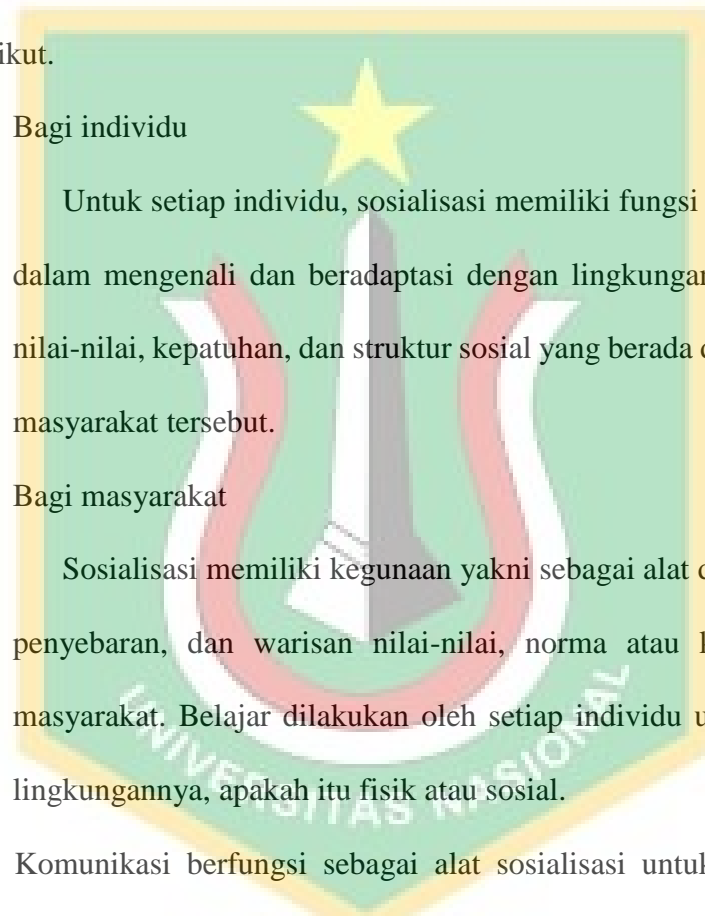 ikut.
Bagi individu
Untuk setiap individu, sosialisasi memiliki fungsi
dalam mengenali dan beradaptasi dengan lingkungan
nilai-nilai, kepatuhan, dan struktur sosial yang berada
masyarakat tersebut.
Bagi masyarakat
Sosialisasi memiliki kegunaan yakni sebagai alat
penyebaran, dan warisan nilai-nilai, norma atau
masyarakat. Belajar dilakukan oleh setiap individu
lingkungannya, apakah itu fisik atau sosial.
Komunikasi berfungsi sebagai alat sosialisasi untuk
UNIVERSITAS NASIONAL